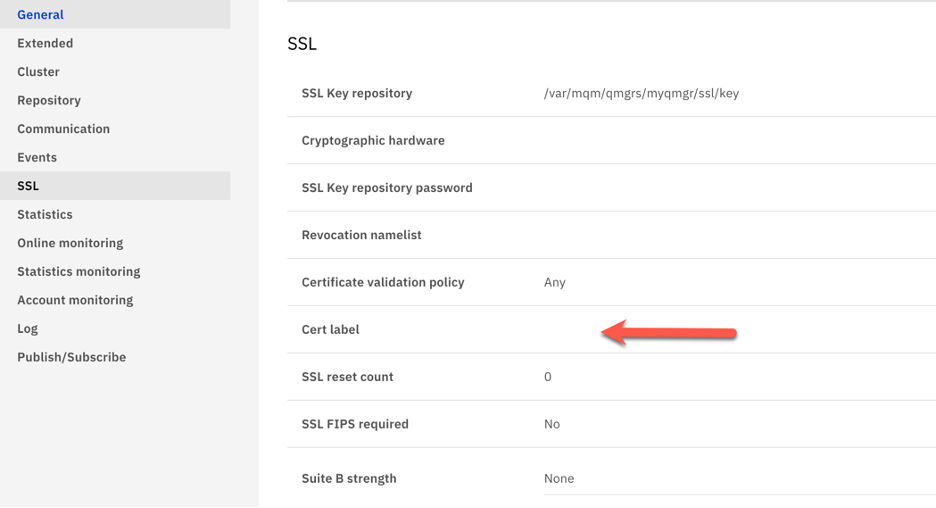 General
Extended
Cluster
Repository
Communication
Events
SSL
Statistics
Online monitoring
Statistics monitoring
Account monitoring
Log
Publish/Subscribe
SSL
SSL Key repository /var/mqm/qmgrs/myqmgr/ssl/key
Cryptographic hardware
SSL Key repository password
Revocation namelist
Certificate validation policy Any
Cert label
SSL reset count 0
SSL FIPS required No
Suite B strength None